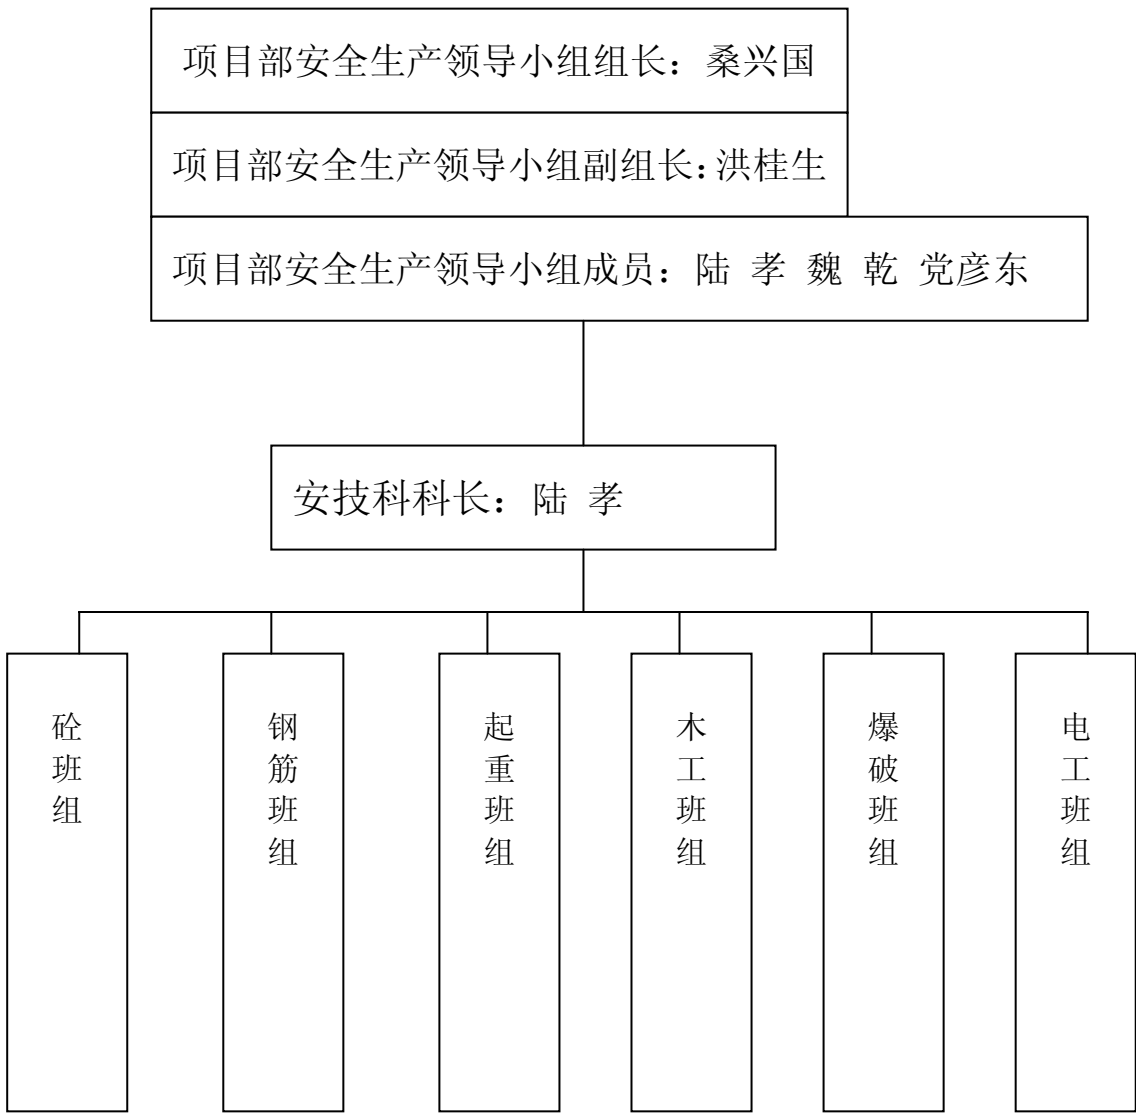 项目部安全生产领导小组组长：桑兴国
项目部安全生产领导小组副组长：洪桂生
项目部安全生产领导小组成员：陆 孝 魏 乾 党彦东
安技科科长：陆 孝
砼班组
钢筋班组
起重班组
木工班组
爆破班组
电工班组